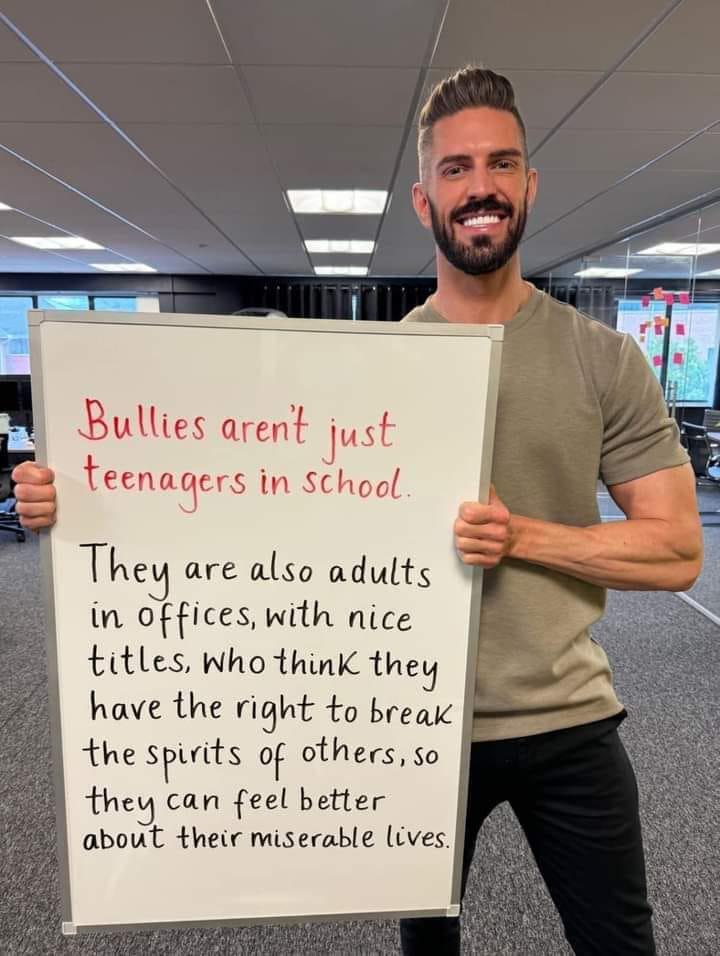 Bullies aren't just
teenagers in school.
They are also adults
in offices, with nice
titles, who think they
have the right to break
the spirits of others, so
they can feel better
about their miserable lives.